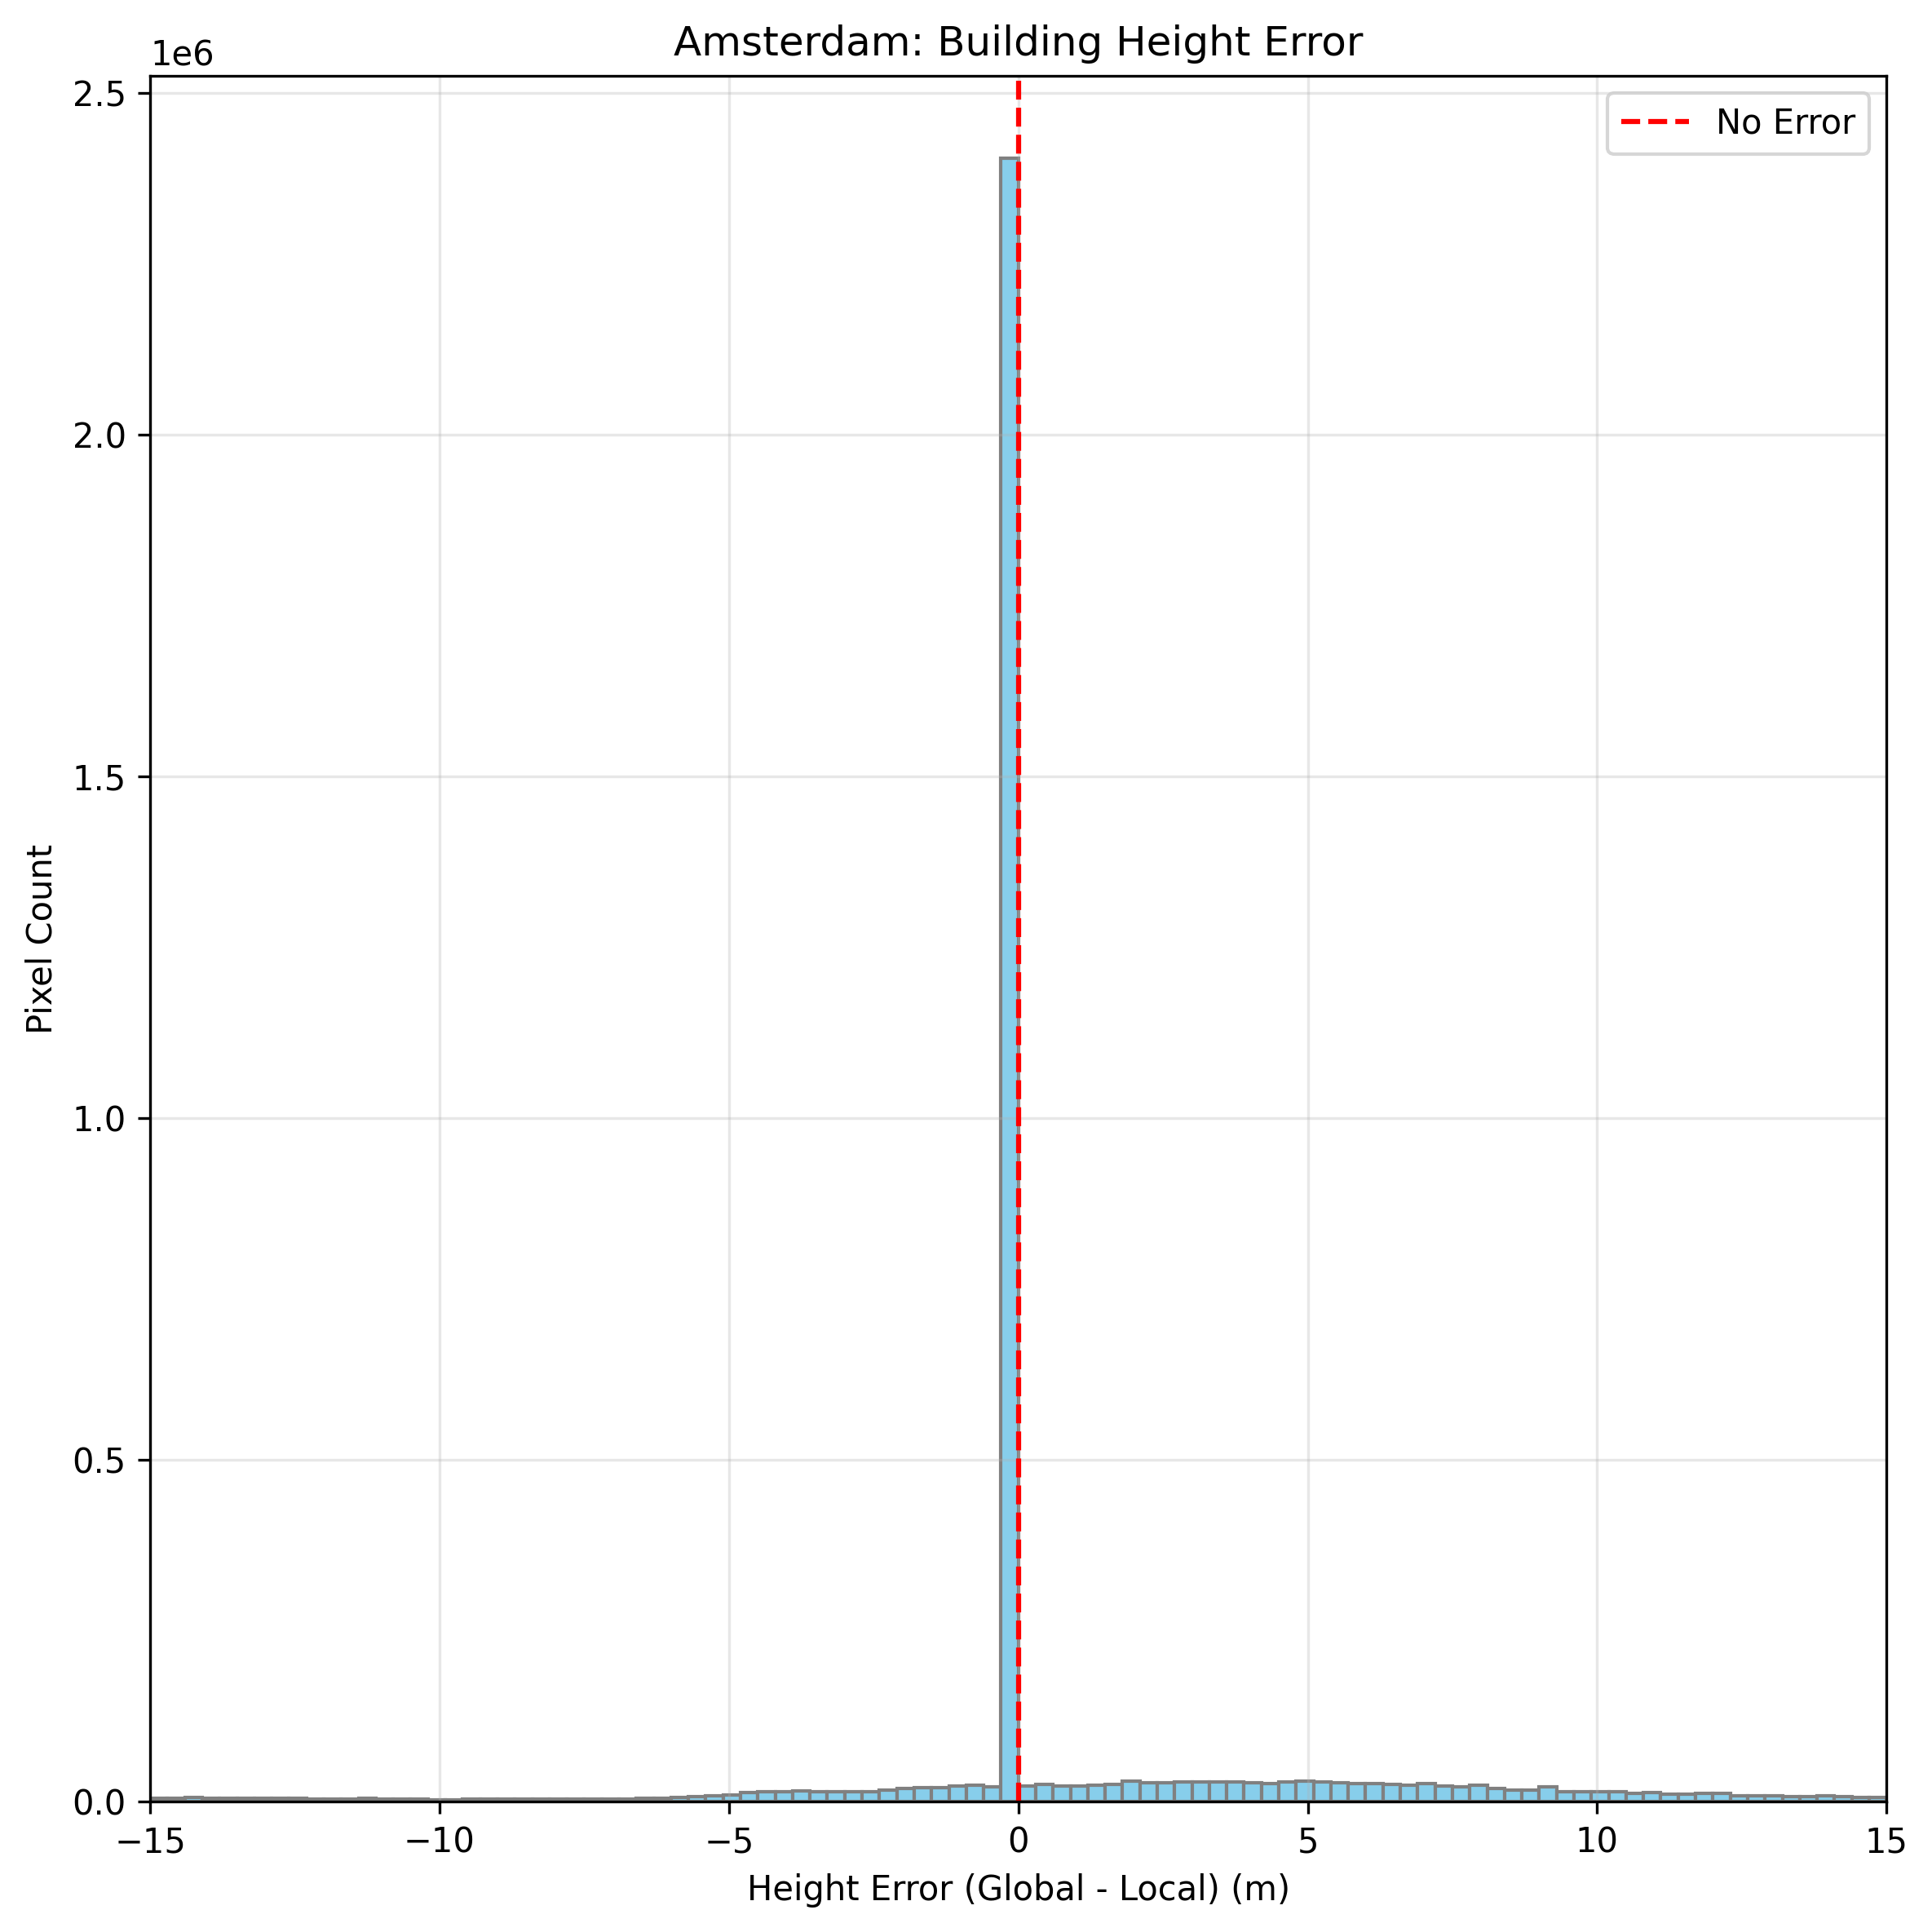 Amsterdam: Building Height Error
1e6
2.5
2.0
1.5
1.0
0.5
0.0
Pixel Count
No Error
−15
−10
−5
0
5
10
15
Height Error (Global - Local) (m)